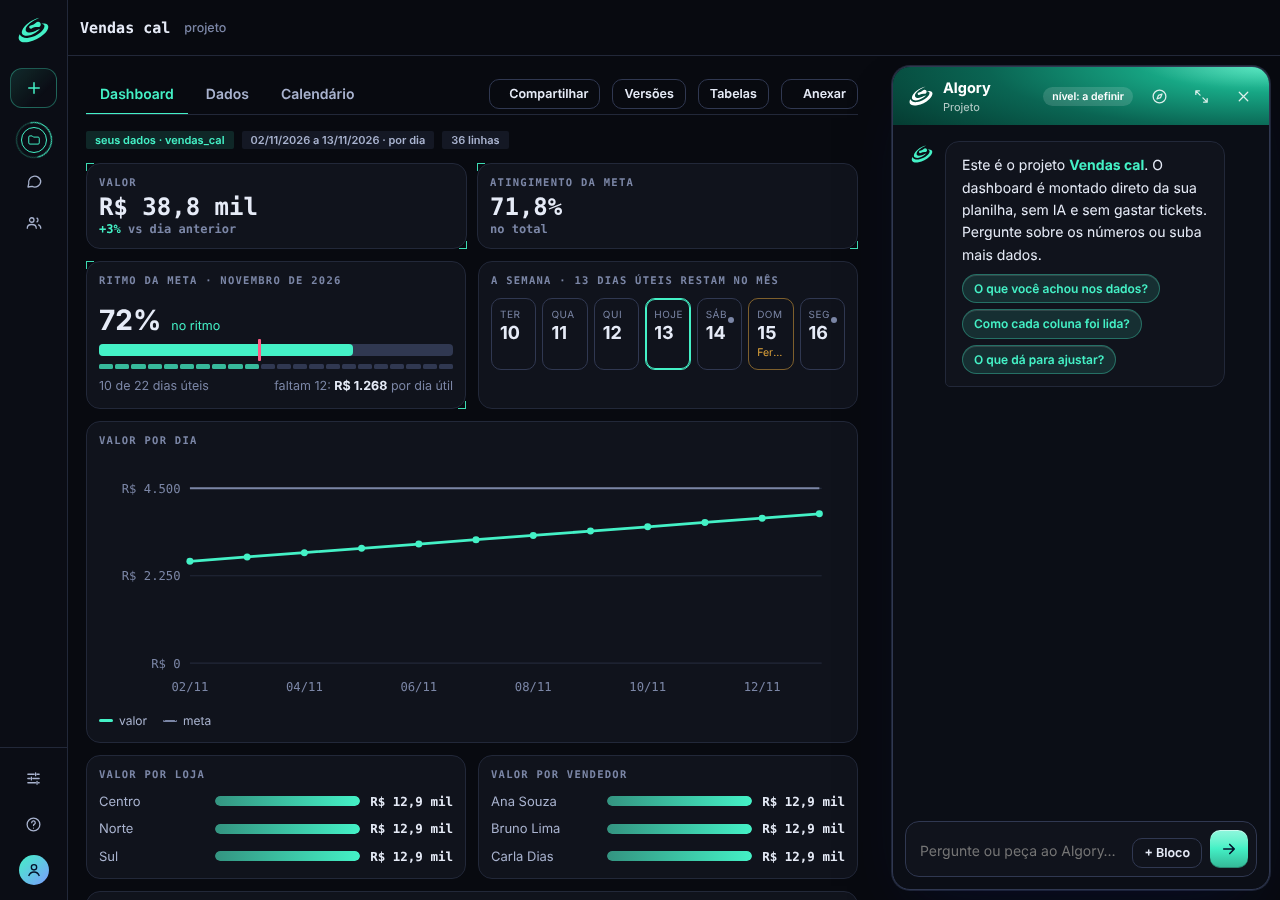 Vendas cal projeto
Dashboard Dados Calendário Compartilhar Versões Tabelas Anexar
seus dados · vendas_cal 02/11/2026 a 13/11/2026 · por dia 36 linhas
VALOR
R$ 38,8 mil
+3% vs dia anterior
ATINGIMENTO DA META
71,8%
no total
RITMO DA META · NOVEMBRO DE 2026
72% no ritmo
10 de 22 dias úteis faltam 12: R$ 1.268 por dia útil
A SEMANA · 13 DIAS ÚTEIS RESTAM NO MÊS
TER QUA QUI HOJE SÁB DOM SEG
10 11 12 13 14 15 16
Fer...
VALOR POR DIA
R$ 4.500
R$ 2.250
R$ 0
02/11 04/11 06/11 08/11 10/11 12/11
valor meta
VALOR POR LOJA
Centro R$ 12,9 mil
Norte R$ 12,9 mil
Sul R$ 12,9 mil
VALOR POR VENDEDOR
Ana Souza R$ 12,9 mil
Bruno Lima R$ 12,9 mil
Carla Dias R$ 12,9 mil
Algory
Projeto
nível: a definir
Este é o projeto Vendas cal. O
dashboard é montado direto da sua
planilha, sem IA e sem gastar tickets.
Pergunte sobre os números ou suba
mais dados.
O que você achou nos dados?
Como cada coluna foi lida?
O que dá para ajustar?
Pergunte ou peça ao Algory... + Bloco